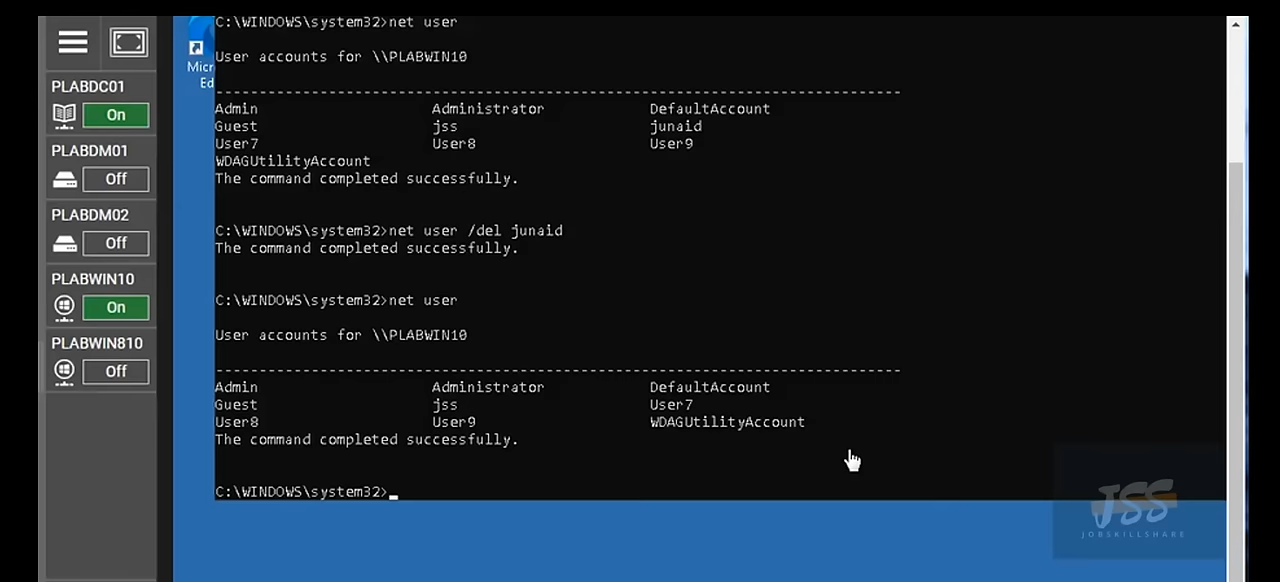 PLABDC01
On
PLABDM01
Off
PLABDM02
Off
PLABWIN10
On
PLABWIN810
Off
Micr
Ed
C:\WINDOWS\system32>net user
User accounts for \\PLABWIN10
-------------------------------------------------------------------------------
Admin Administrator DefaultAccount
Guest jss junaid
User7 User8 User9
WDAGUtilityAccount
The command completed successfully.
C:\WINDOWS\system32>net user /del junaid
The command completed successfully.
C:\WINDOWS\system32>net user
User accounts for \\PLABWIN10
-------------------------------------------------------------------------------
Admin Administrator DefaultAccount
Guest jss User7
User8 User9 WDAGUtilityAccount
The command completed successfully.
C:\WINDOWS\system32>_
JSS
JOBSKILLSHARE